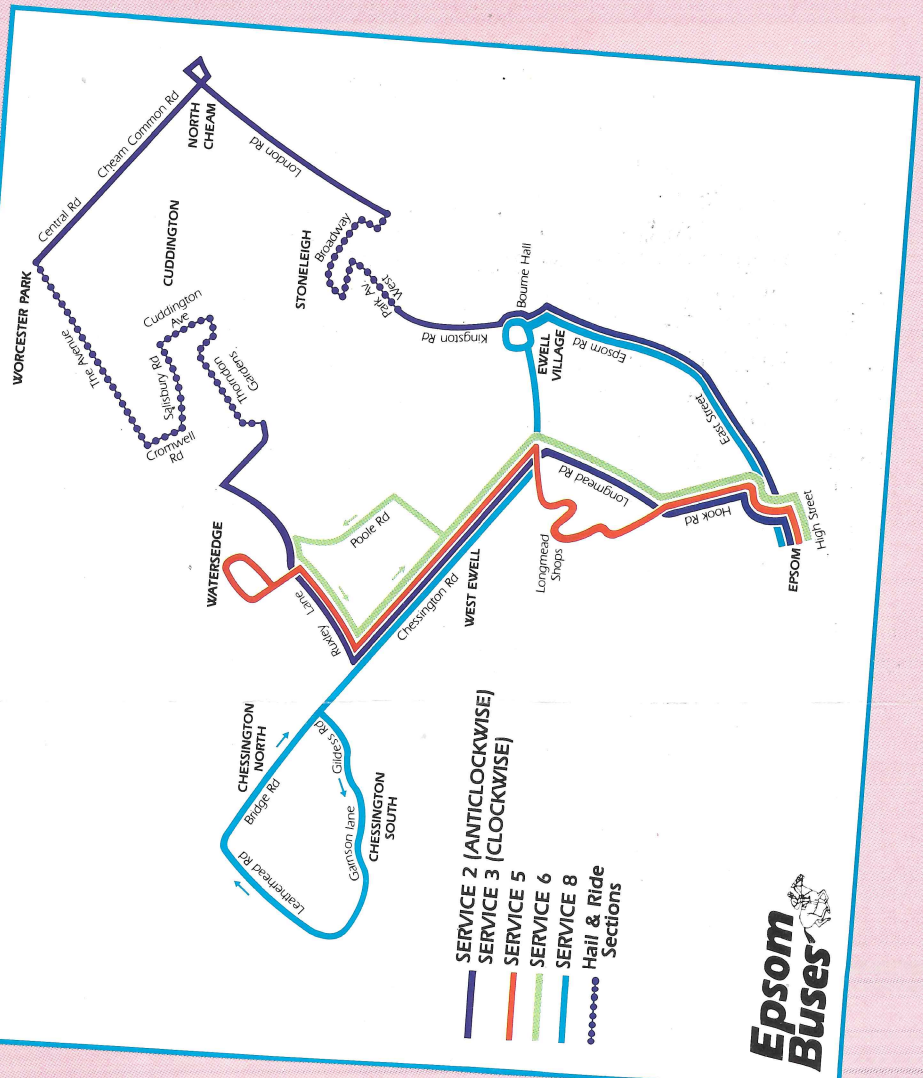 WORCESTER PARK
Central Rd
Cheam Common Rd
NORTH
CHEAM
London Rd
CUDDINGTON
Cuddington
Ave
The Avenue
Salisbury Rd
Cromwell
Rd
Thorndon
Gardens
STONELEIGH
Broadway
West
Park Av
Kingston Rd
Bourne Hall
EWELL
VILLAGE
Epsom Rd
East Street
WATERSEDGE
Poole Rd
Ruxley Lane
Chessington Rd
WEST EWELL
Longmead Rd
Longmead
Shops
Hook Rd
High Street
EPSOM
CHESSINGTON
NORTH
Bridge Rd
Gilders Rd
Leatherhead Rd
Garnson lane
CHESSINGTON
SOUTH
SERVICE 2 (ANTICLOCKWISE)
SERVICE 3 (CLOCKWISE)
SERVICE 5
SERVICE 6
SERVICE 8
Hail & Ride
Sections
Epsom
Buses